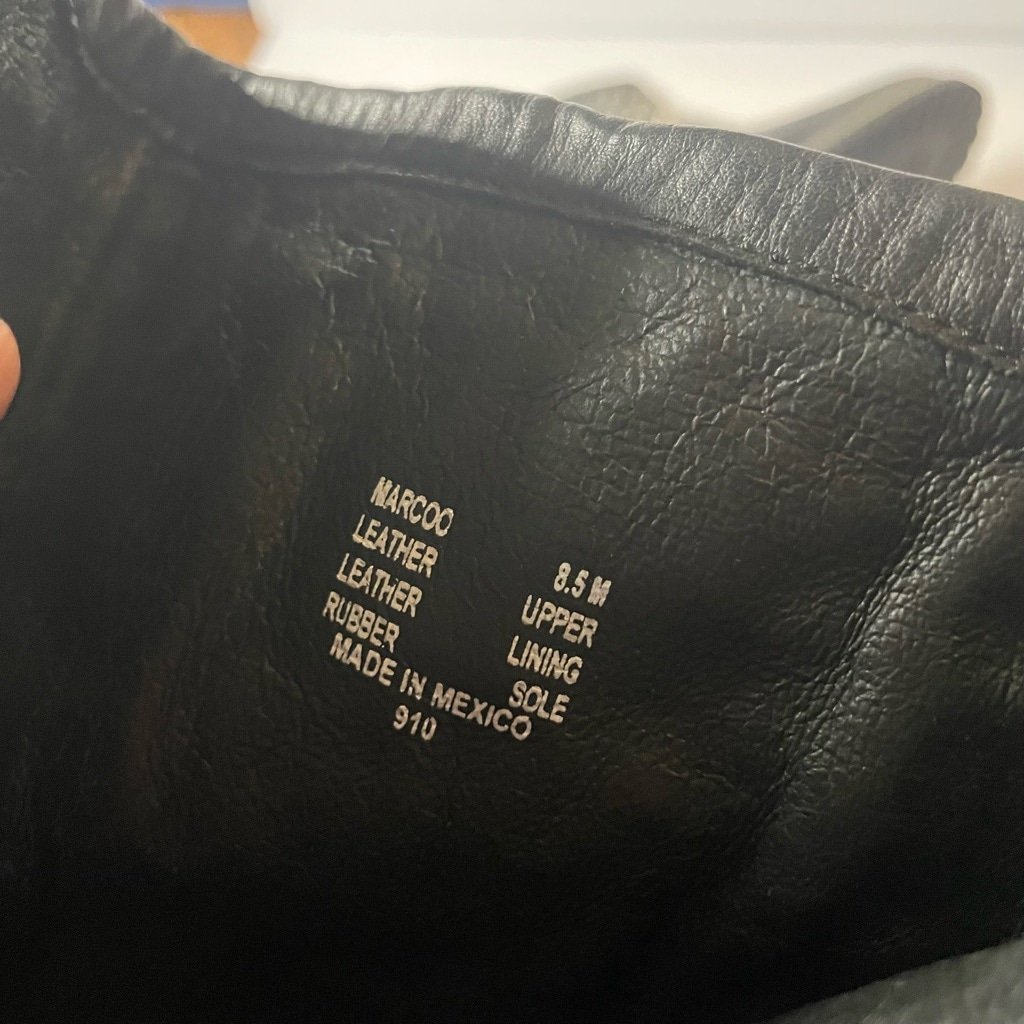 MARCOO 8.5 M
LEATHER UPPER
LEATHER LINING
RUBBER SOLE
MADE IN MEXICO
910